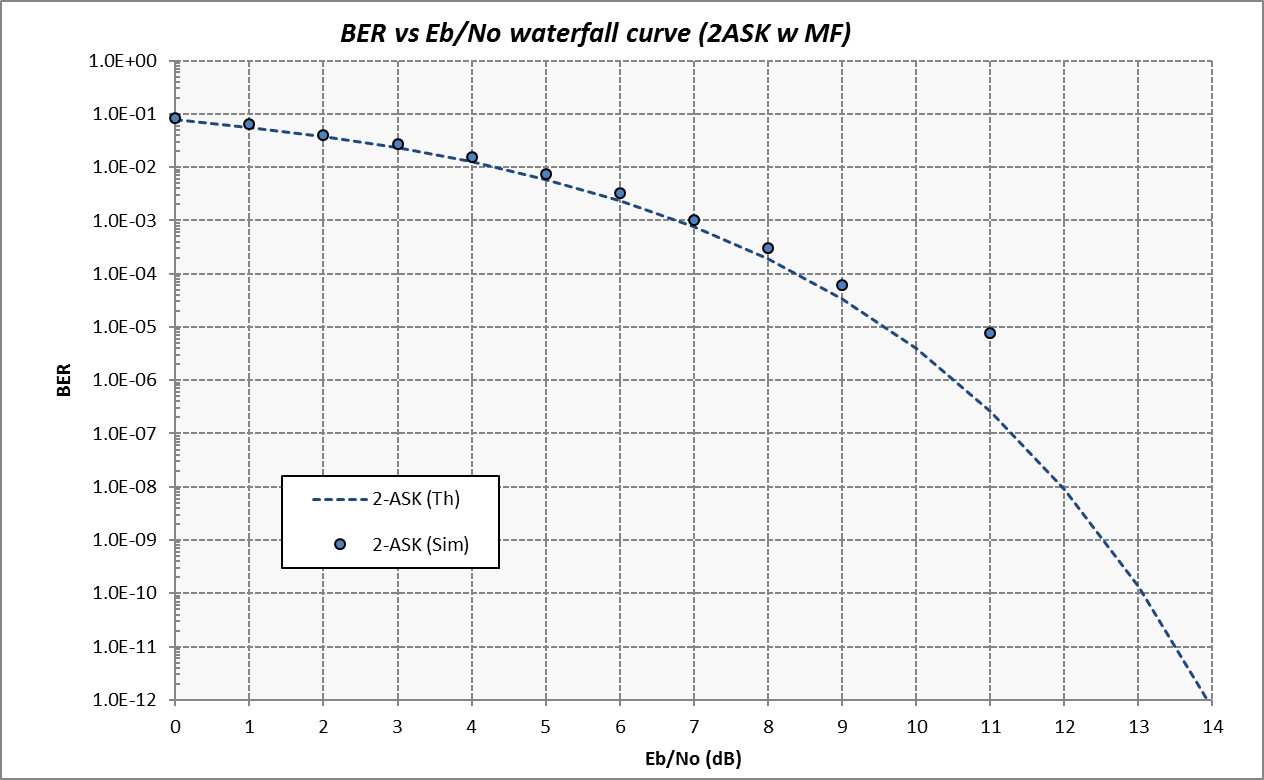 BER vs Eb/No waterfall curve (2ASK w MF)
1.0E+00
1.0E-01
1.0E-02
1.0E-03
1.0E-04
1.0E-05
1.0E-06
1.0E-07
1.0E-08
1.0E-09
1.0E-10
1.0E-11
1.0E-12
BER
2-ASK (Th)
2-ASK (Sim)
0 1 2 3 4 5 6 7 8 9 10 11 12 13 14
Eb/No (dB)